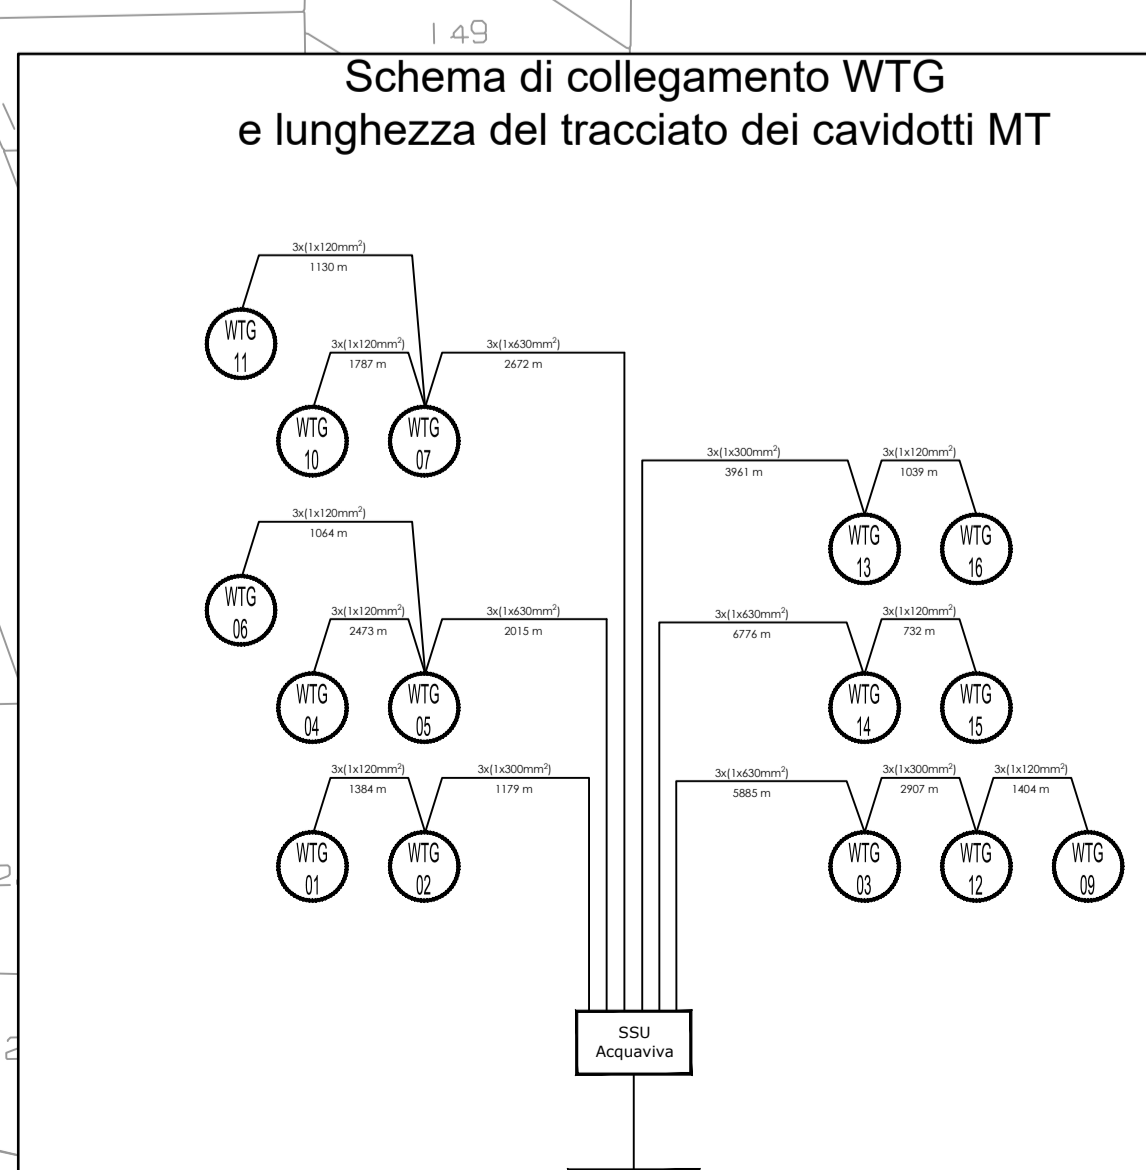 149
Schema di collegamento WTG
e lunghezza del tracciato dei cavidotti MT
3x(1x120mm²)
1130 m
WTG
11
3x(1x120mm²)
1787 m
3x(1x630mm²)
2672 m
WTG
10
WTG
07
3x(1x300mm²)
3961 m
3x(1x120mm²)
1039 m
WTG
13
WTG
16
3x(1x120mm²)
1064 m
WTG
06
3x(1x120mm²)
2473 m
3x(1x630mm²)
2015 m
WTG
04
WTG
05
3x(1x630mm²)
6776 m
3x(1x120mm²)
732 m
WTG
14
WTG
15
3x(1x120mm²)
1384 m
3x(1x300mm²)
1179 m
WTG
01
WTG
02
3x(1x630mm²)
5885 m
3x(1x300mm²)
2907 m
3x(1x120mm²)
1404 m
WTG
03
WTG
12
WTG
09
SSU
Acquaviva